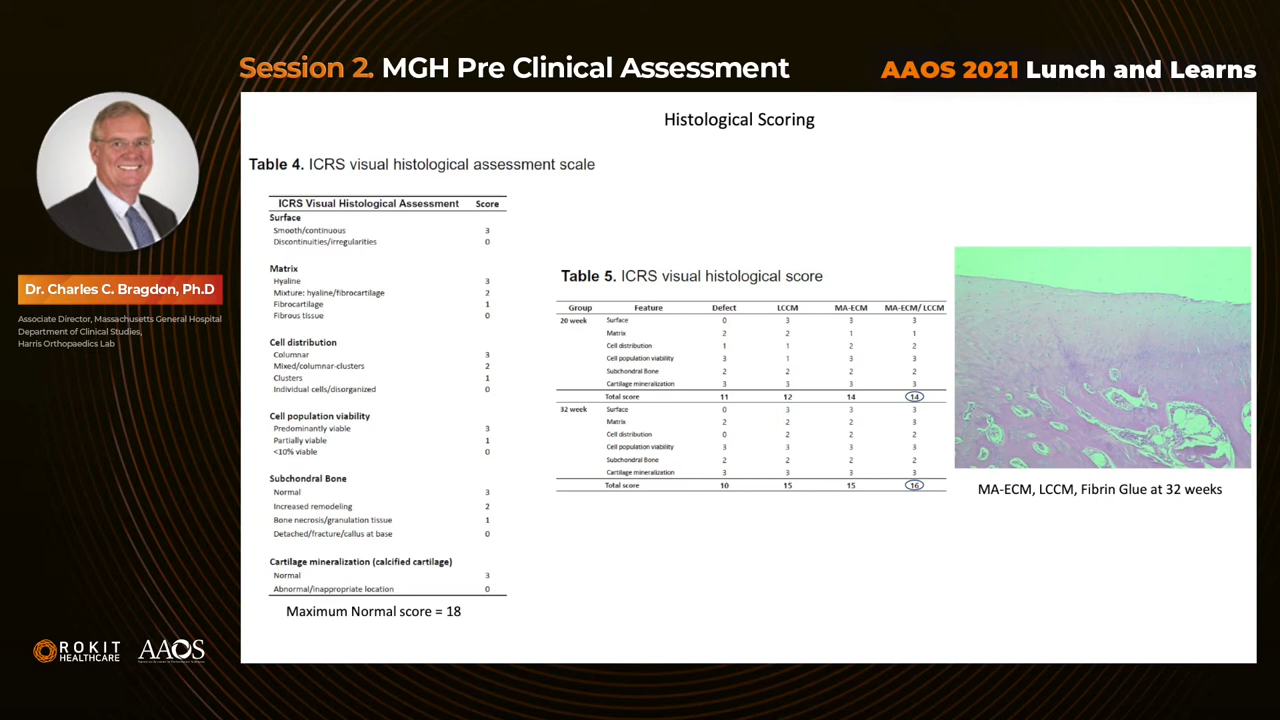 Session 2. MGH Pre Clinical Assessment
AAOS 2021 Lunch and Learns
Dr. Charles C. Bragdon, Ph.D
Associate Director, Massachusetts General Hospital
Department of Clinical Studies,
Harris Orthopaedics Lab
Histological Scoring
Table 4. ICRS visual histological assessment scale
ICRS Visual Histological Assessment Score
Surface
Smooth/continuous 3
Discontinuities/irregularities 0
Matrix
Hyaline 3
Mixture: hyaline/fibrocartilage 2
Fibrocartilage 1
Fibrous tissue 0
Cell distribution
Columnar 3
Mixed/columnar-clusters 2
Clusters 1
Individual cells/disorganized 0
Cell population viability
Predominantly viable 3
Partially viable 1
<10% viable 0
Subchondral Bone
Normal 3
Increased remodeling 2
Bone necrosis/granulation tissue 1
Detached/fracture/callus at base 0
Cartilage mineralization (calcified cartilage)
Normal 3
Abnormal/inappropriate location 0
Maximum Normal score = 18
Table 5. ICRS visual histological score
Group Feature Defect LCCM MA-ECM MA-ECM/ LCCM
20 week Surface 0 3 3 3
Matrix 2 2 1 1
Cell distribution 1 1 2 2
Cell population viability 3 1 3 3
Subchondral Bone 2 2 2 2
Cartilage mineralization 3 3 3 3
Total score 11 12 14 14
32 week Surface 0 3 3 3
Matrix 2 2 2 3
Cell distribution 0 2 2 2
Cell population viability 3 3 3 3
Subchondral Bone 2 2 2 2
Cartilage mineralization 3 3 3 3
Total score 10 15 15 16
MA-ECM, LCCM, Fibrin Glue at 32 weeks
ROKIT
HEALTHCARE
AAOS